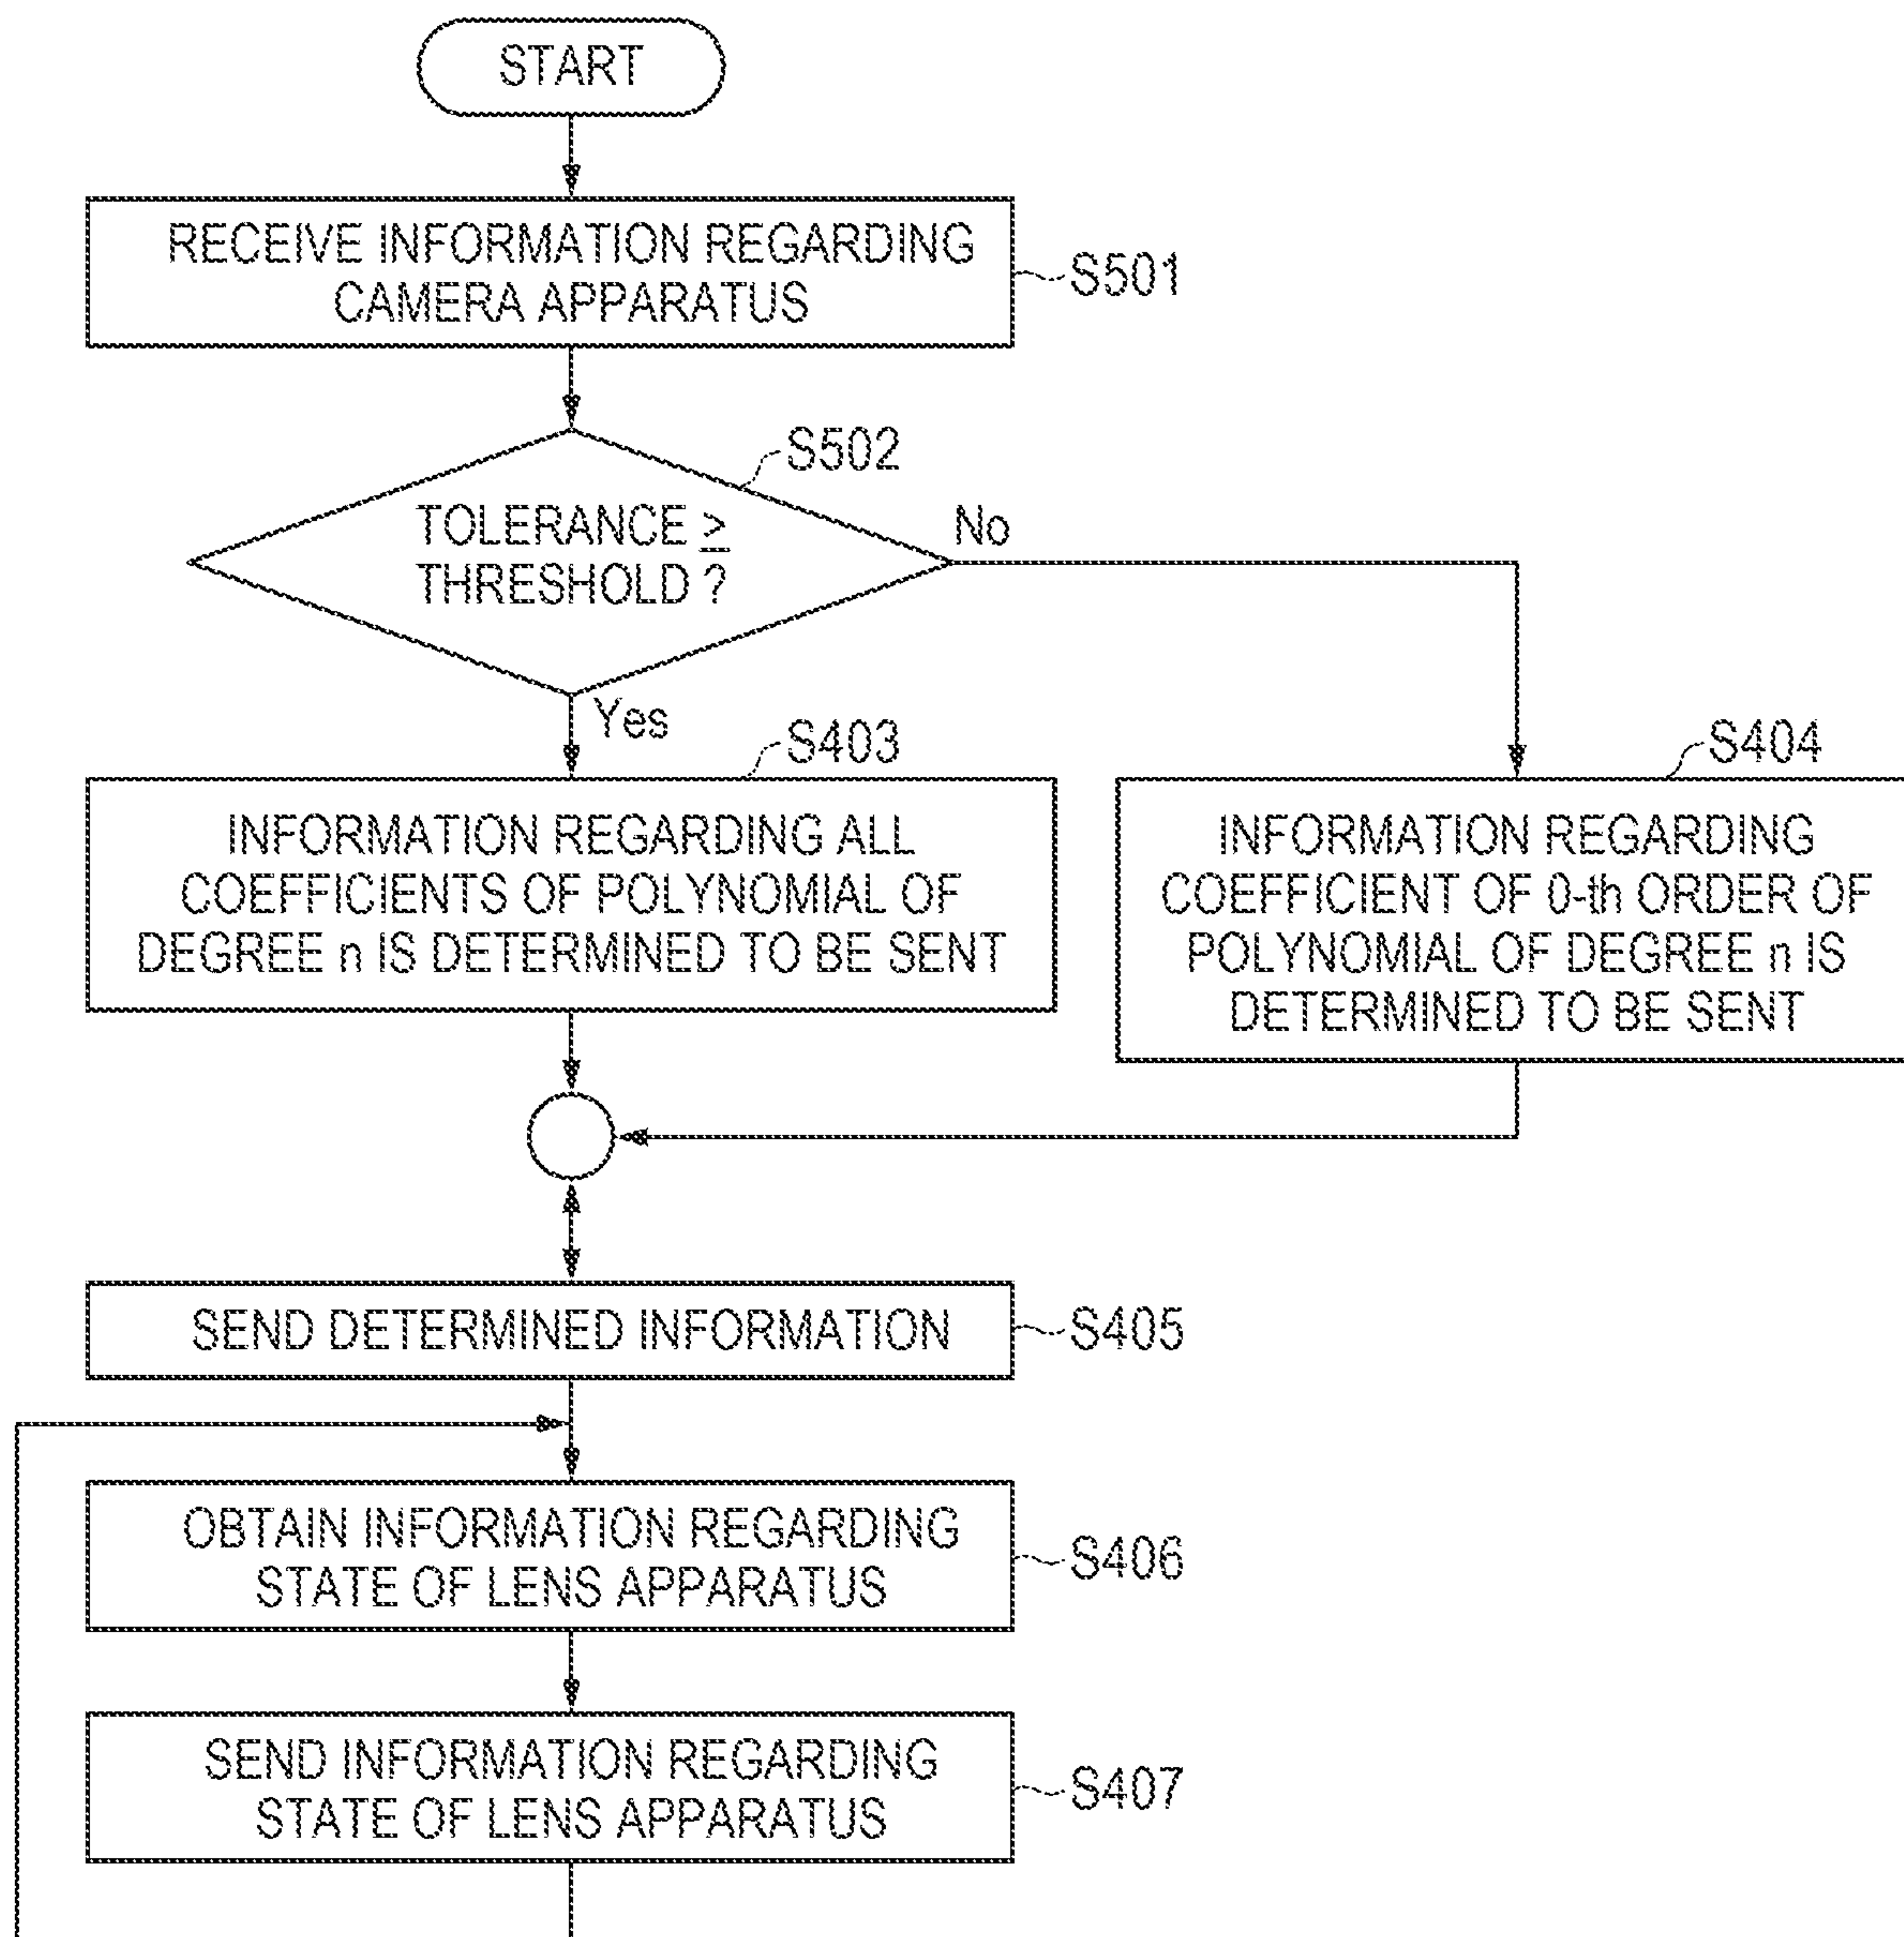 START
RECEIVE INFORMATION REGARDING
CAMERA APPARATUS
S501
S502
TOLERANCE ≥
THRESHOLD ?
No
Yes
S403
INFORMATION REGARDING ALL
COEFFICIENTS OF POLYNOMIAL OF
DEGREE n IS DETERMINED TO BE SENT
S404
INFORMATION REGARDING
COEFFICIENT OF 0-th ORDER OF
POLYNOMIAL OF DEGREE n IS
DETERMINED TO BE SENT
SEND DETERMINED INFORMATION
S405
OBTAIN INFORMATION REGARDING
STATE OF LENS APPARATUS
S406
SEND INFORMATION REGARDING
STATE OF LENS APPARATUS
S407